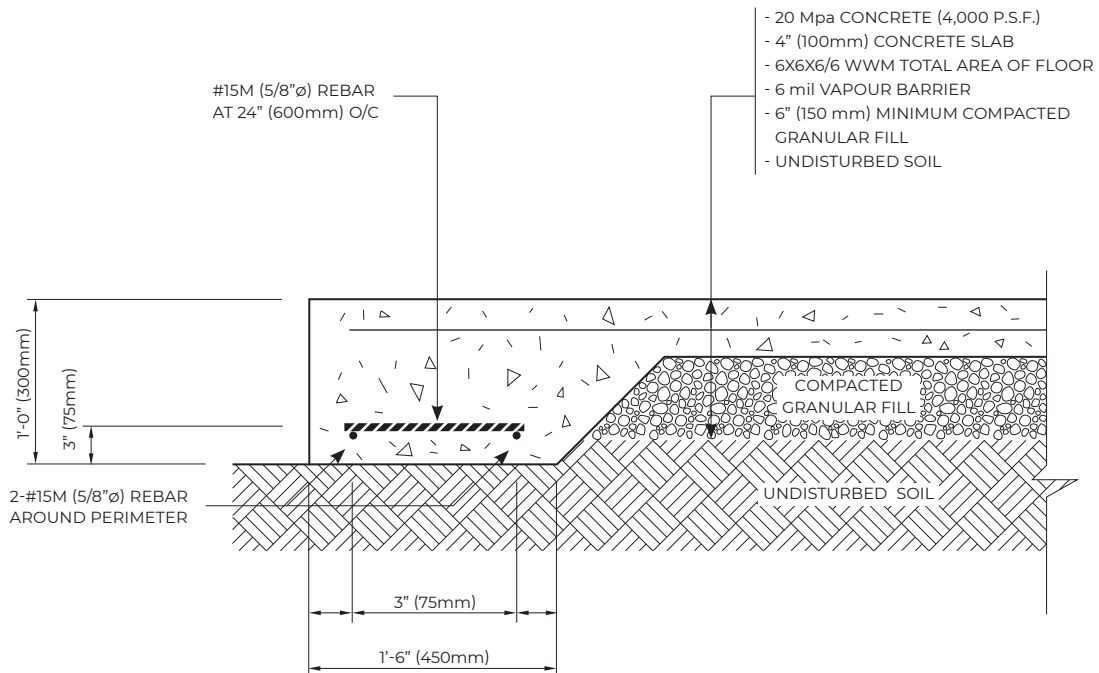 - 20 Mpa CONCRETE (4,000 P.S.F.)
- 4” (100mm) CONCRETE SLAB
- 6X6X6/6 WWM TOTAL AREA OF FLOOR
- 6 mil VAPOUR BARRIER
- 6” (150 mm) MINIMUM COMPACTED
GRANULAR FILL
- UNDISTURBED SOIL
#15M (5/8”ø) REBAR
AT 24” (600mm) O/C
1’-0” (300mm)
3” (75mm)
COMPACTED
GRANULAR FILL
2-#15M (5/8”ø) REBAR
AROUND PERIMETER
UNDISTURBED SOIL
3” (75mm)
1’-6” (450mm)